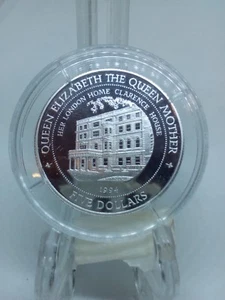 QUEEN ELIZABETH THE QUEEN MOTHER
HER LONDON HOME CLARENCE HOUSE
1994
FIVE DOLLARS